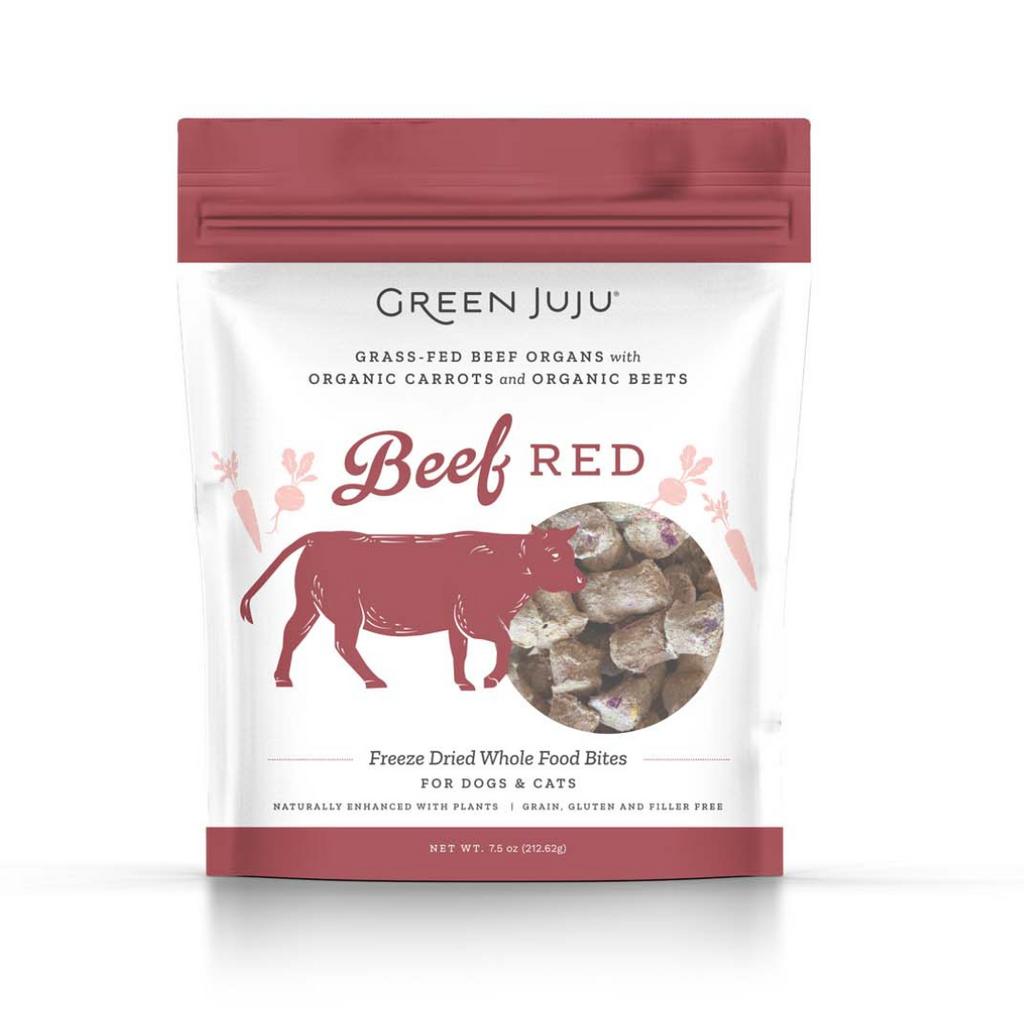 GREEN JUJU®
GRASS-FED BEEF ORGANS with
ORGANIC CARROTS and ORGANIC BEETS
Beef RED
Freeze Dried Whole Food Bites
FOR DOGS & CATS
NATURALLY ENHANCED WITH PLANTS | GRAIN, GLUTEN AND FILLER FREE
NET WT. 7.5 oz (212.62g)